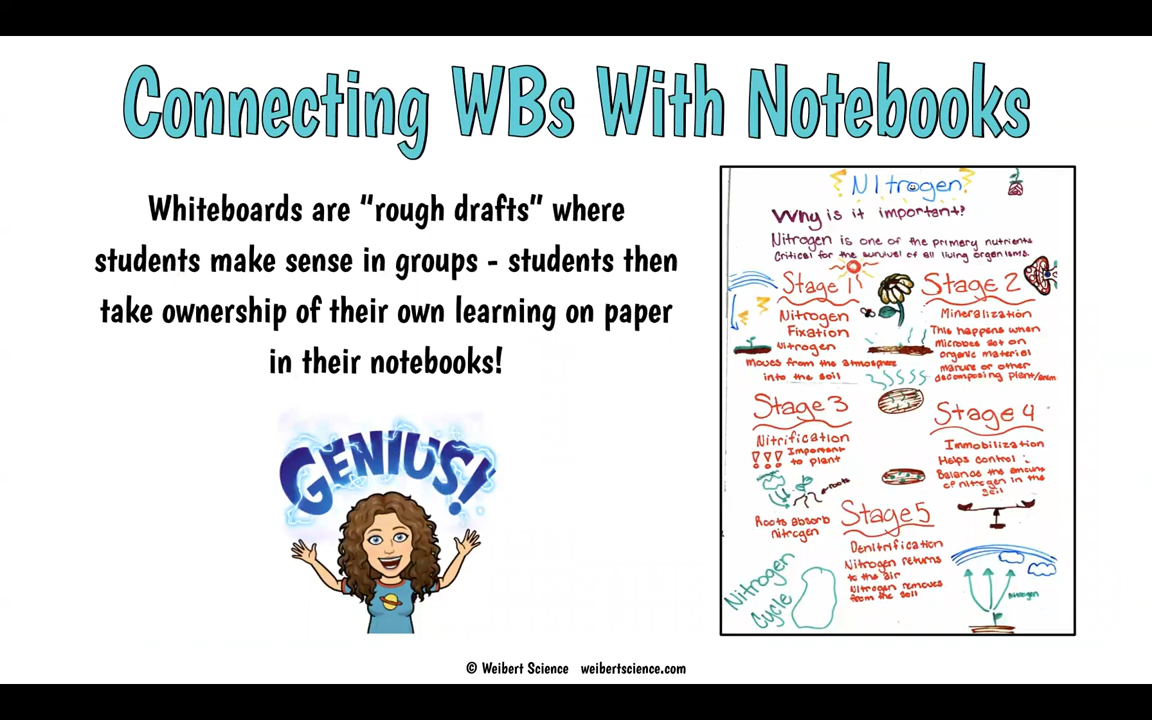 Connecting WBs With Notebooks
Whiteboards are “rough drafts” where
students make sense in groups - students then
take ownership of their own learning on paper
in their notebooks!
GENIUS!
Nitrogen
Why is it important?
Nitrogen is one of the primary nutrients
critical for the survival of all living organisms.
Stage 1
Nitrogen
Fixation
Nitrogen
moves from the atmosphere
into the soil
Stage 2
Mineralization
This happens when
microbes act on
organic material
manure or other
decomposing plant/anim
Stage 3
Nitrification
!!! Important
to plant
roots
Roots absorb
nitrogen
Stage 4
Immobilization
Helps control :
Balance the amount
of nitrogen in the
soil
Stage 5
Denitrification
Nitrogen returns
to the air
Nitrogen removes
from the soil
Nitrogen
Cycle
nitrogen
© Weibert Science weibertscience.com